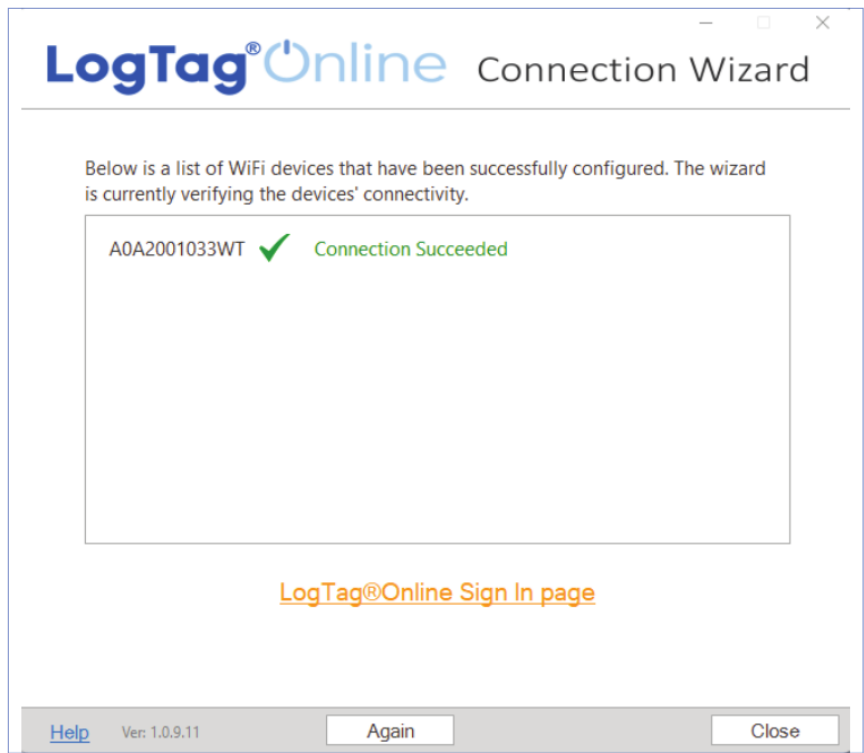 LogTag®Online Connection Wizard
Below is a list of WiFi devices that have been successfully configured. The wizard
is currently verifying the devices' connectivity.
A0A2001033WT Connection Succeeded
LogTag®Online Sign In page
Help Ver: 1.0.9.11 Again Close